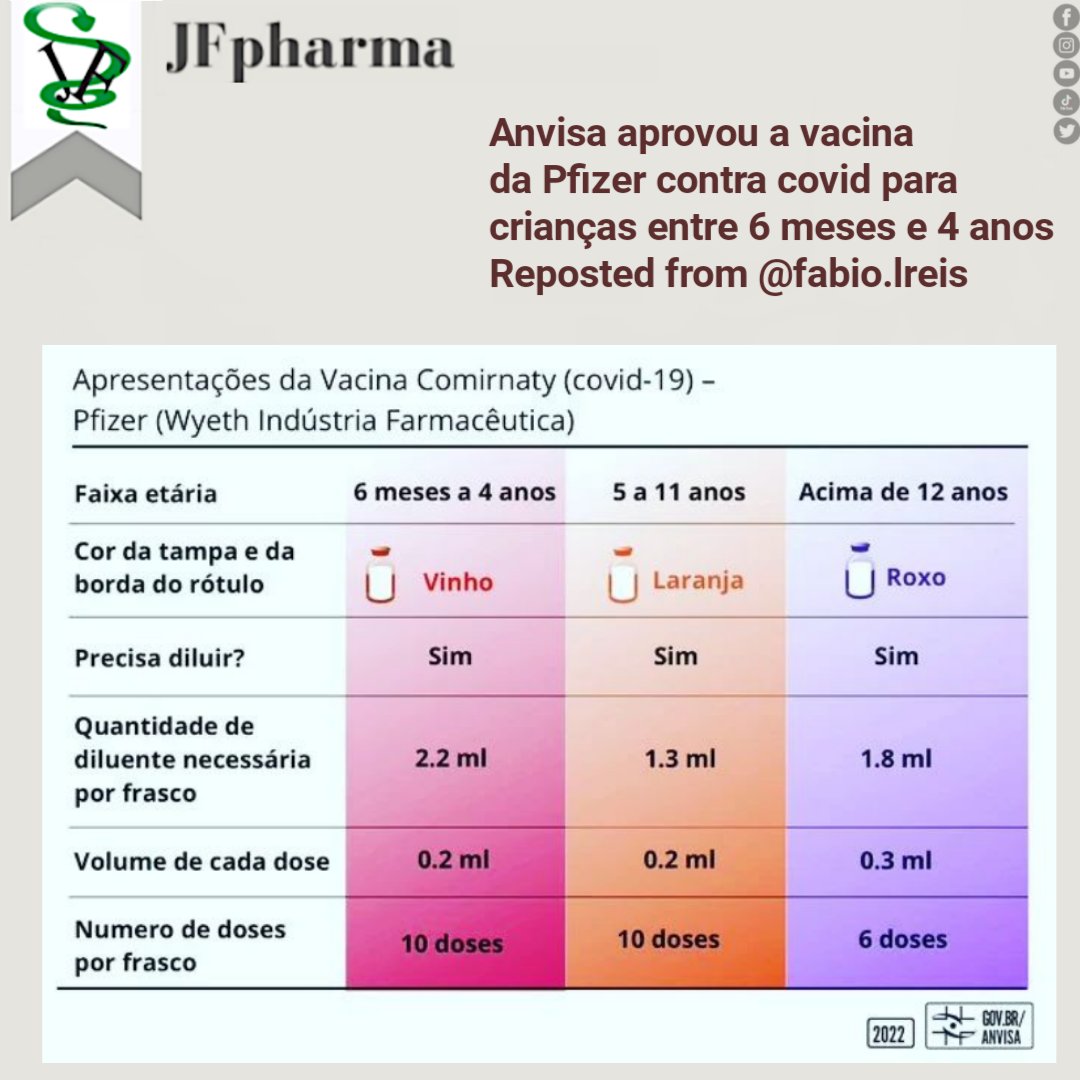 JFpharma
Anvisa aprovou a vacina
da Pfizer contra covid para
crianças entre 6 meses e 4 anos
Reposted from @fabio.lreis
Apresentações da Vacina Comirnaty (covid-19) –
Pfizer (Wyeth Indústria Farmacêutica)
Faixa etária 6 meses a 4 anos 5 a 11 anos Acima de 12 anos
Cor da tampa e da
borda do rótulo Vinho Laranja Roxo
Precisa diluir? Sim Sim Sim
Quantidade de
diluente necessária 2.2 ml 1.3 ml 1.8 ml
por frasco
Volume de cada dose 0.2 ml 0.2 ml 0.3 ml
Numero de doses
por frasco 10 doses 10 doses 6 doses
2022
GOV.BR/
ANVISA